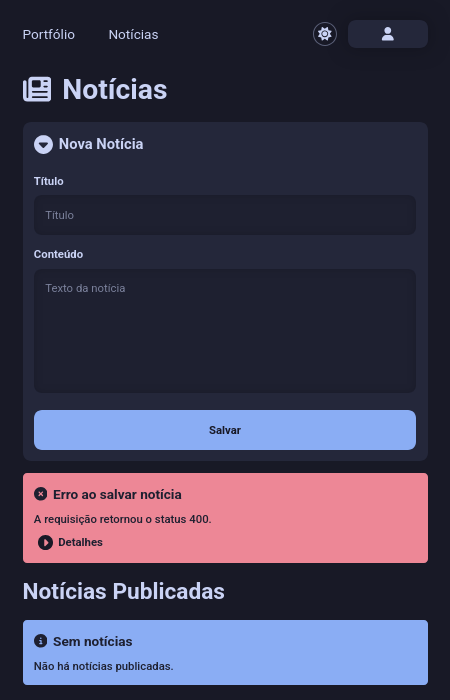 Portfólio Notícias
Notícias
Nova Notícia
Título
Título
Conteúdo
Texto da notícia
Salvar
Erro ao salvar notícia
A requisição retornou o status 400.
Detalhes
Notícias Publicadas
Sem notícias
Não há notícias publicadas.